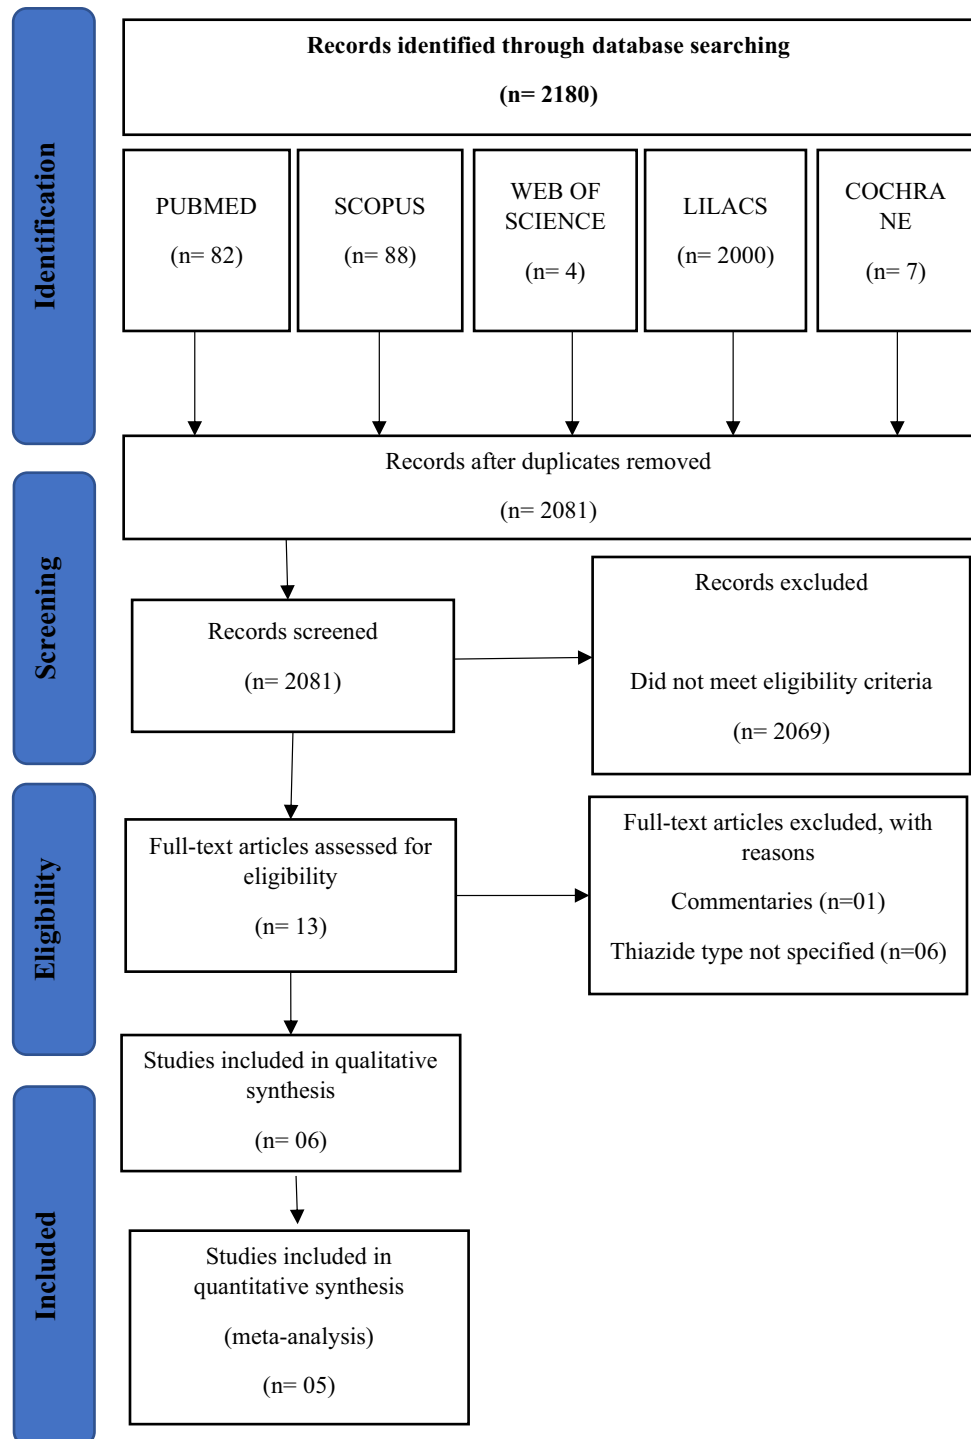 Identification
Records identified through database searching
(n= 2180)
PUBMED
(n= 82)
SCOPUS
(n= 88)
WEB OF
SCIENCE
(n= 4)
LILACS
(n= 2000)
COCHRA
NE
(n= 7)
Records after duplicates removed
(n= 2081)
Screening
Records screened
(n= 2081)
Records excluded
Did not meet eligibility criteria
(n= 2069)
Eligibility
Full-text articles assessed for
eligibility
(n= 13)
Full-text articles excluded, with
reasons
Commentaries (n=01)
Thiazide type not specified (n=06)
Studies included in qualitative
synthesis
(n= 06)
Included
Studies included in
quantitative synthesis
(meta-analysis)
(n= 05)